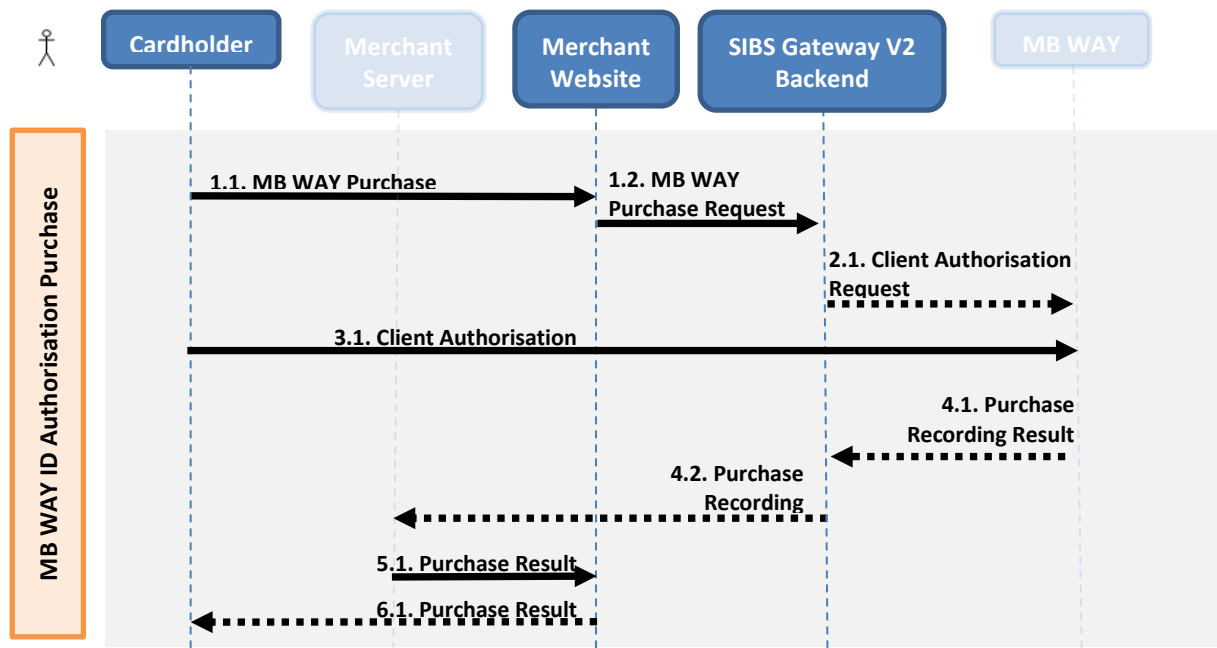 Cardholder
Merchant
Server
Merchant
Website
SIBS Gateway V2
Backend
MB WAY
MB WAY ID Authorisation Purchase
1.1. MB WAY Purchase
1.2. MB WAY
Purchase Request
2.1. Client Authorisation
Request
3.1. Client Authorisation
4.1. Purchase
Recording Result
4.2. Purchase
Recording
5.1. Purchase Result
6.1. Purchase Result